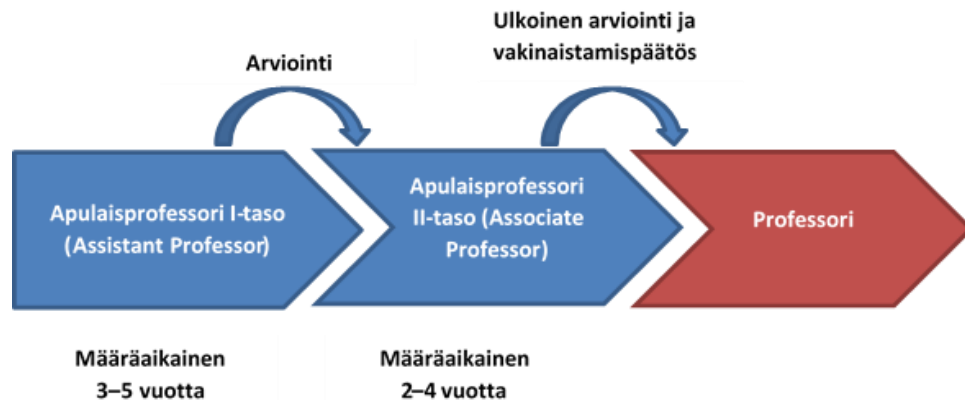 Arviointi
Ulkoinen arviointi ja
vakinaistamispäätös
Apulaisprofessori I-taso
(Assistant Professor)
Apulaisprofessori
II-taso (Associate
Professor)
Professori
Määräaikainen
3–5 vuotta
Määräaikainen
2–4 vuotta